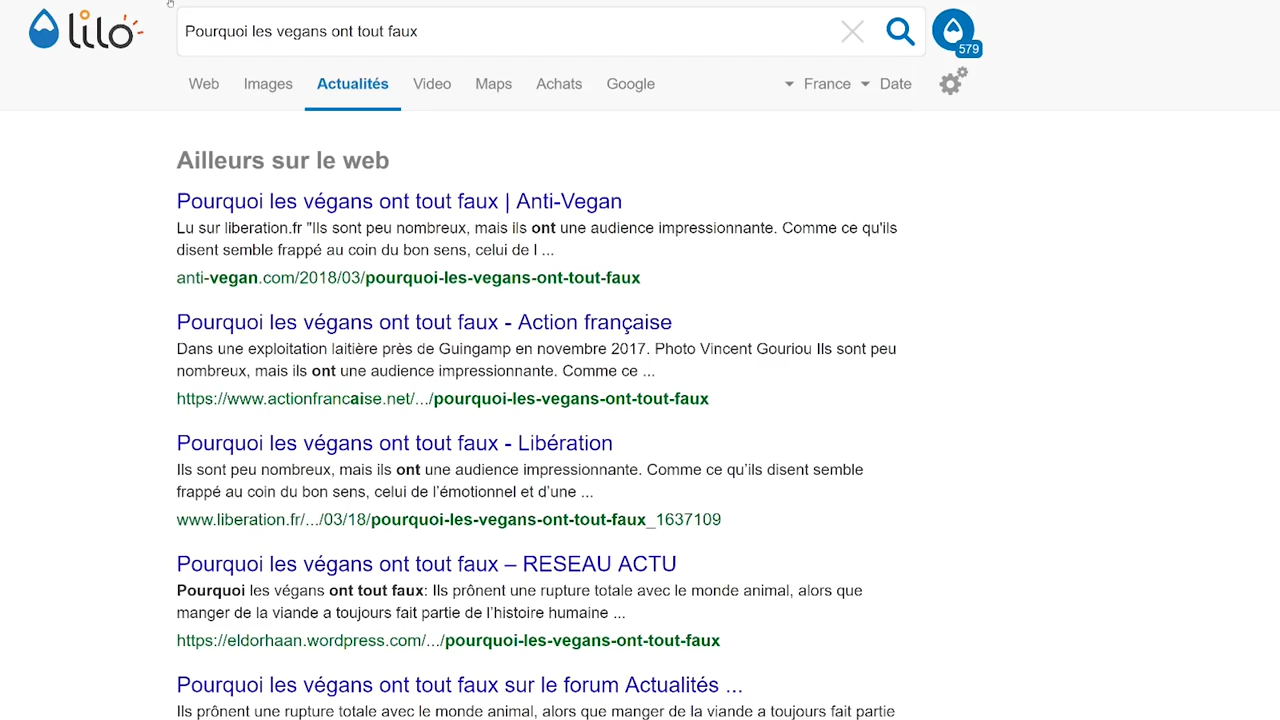 lilo
Pourquoi les vegans ont tout faux
579
Web Images Actualités Video Maps Achats Google France Date
Ailleurs sur le web
Pourquoi les végans ont tout faux | Anti-Vegan
Lu sur liberation.fr "Ils sont peu nombreux, mais ils ont une audience impressionnante. Comme ce qu'ils
disent semble frappé au coin du bon sens, celui de l ...
anti-vegan.com/2018/03/pourquoi-les-vegans-ont-tout-faux
Pourquoi les végans ont tout faux - Action française
Dans une exploitation laitière près de Guingamp en novembre 2017. Photo Vincent Gouriou Ils sont peu
nombreux, mais ils ont une audience impressionnante. Comme ce ...
https://www.actionfrancaise.net/.../pourquoi-les-vegans-ont-tout-faux
Pourquoi les végans ont tout faux - Libération
Ils sont peu nombreux, mais ils ont une audience impressionnante. Comme ce qu’ils disent semble
frappé au coin du bon sens, celui de l’émotionnel et d’une ...
www.liberation.fr/.../03/18/pourquoi-les-vegans-ont-tout-faux_1637109
Pourquoi les végans ont tout faux – RESEAU ACTU
Pourquoi les végans ont tout faux: Ils prônent une rupture totale avec le monde animal, alors que
manger de la viande a toujours fait partie de l’histoire humaine ...
https://eldorhaan.wordpress.com/.../pourquoi-les-vegans-ont-tout-faux
Pourquoi les végans ont tout faux sur le forum Actualités ...
Ils prônent une rupture totale avec le monde animal, alors que manger de la viande a toujours fait partie